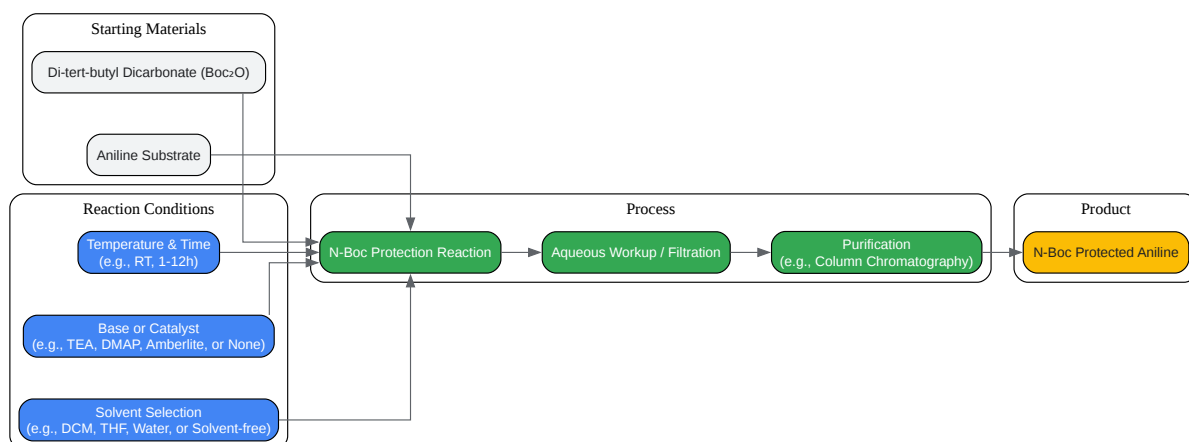 Starting Materials
Di-tert-butyl Dicarbonate (Boc₂O)
Aniline Substrate
Reaction Conditions
Temperature & Time
(e.g., RT, 1-12h)
Base or Catalyst
(e.g., TEA, DMAP, Amberlite, or None)
Solvent Selection
(e.g., DCM, THF, Water, or Solvent-free)
Process
N-Boc Protection Reaction
Aqueous Workup / Filtration
Purification
(e.g., Column Chromatography)
Product
N-Boc Protected Aniline